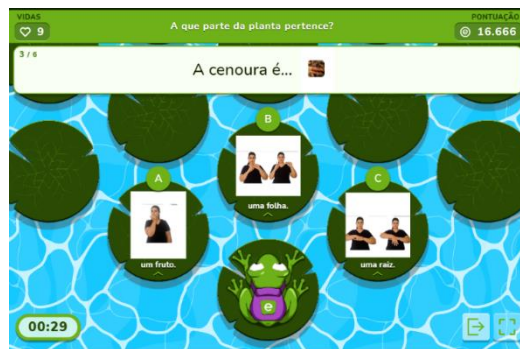 VIDAS
9
A que parte da planta pertence?
PONTUAÇÃO
16.666
3 / 6
A cenoura é...
B
uma folha.
A
um fruto.
C
uma raiz.
e
00:29